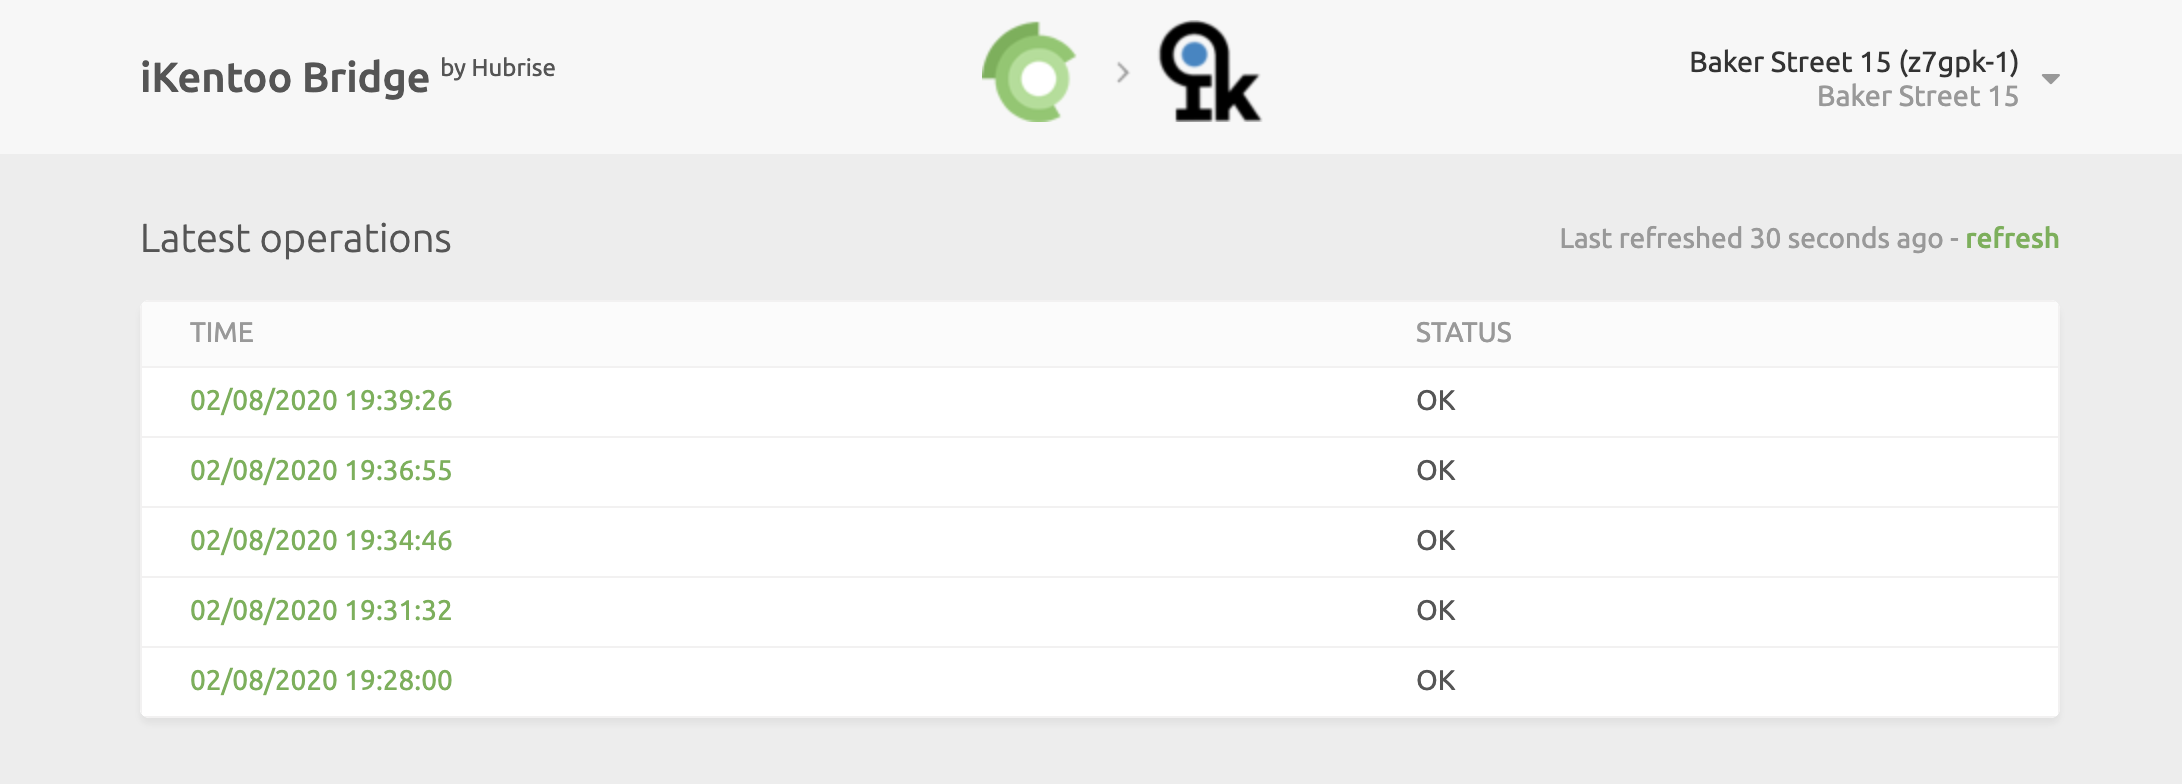 iKentoo Bridge by Hubrise
Ik
Baker Street 15 (z7gpk-1)
Baker Street 15
Latest operations
Last refreshed 30 seconds ago - refresh
TIME STATUS
02/08/2020 19:39:26 OK
02/08/2020 19:36:55 OK
02/08/2020 19:34:46 OK
02/08/2020 19:31:32 OK
02/08/2020 19:28:00 OK